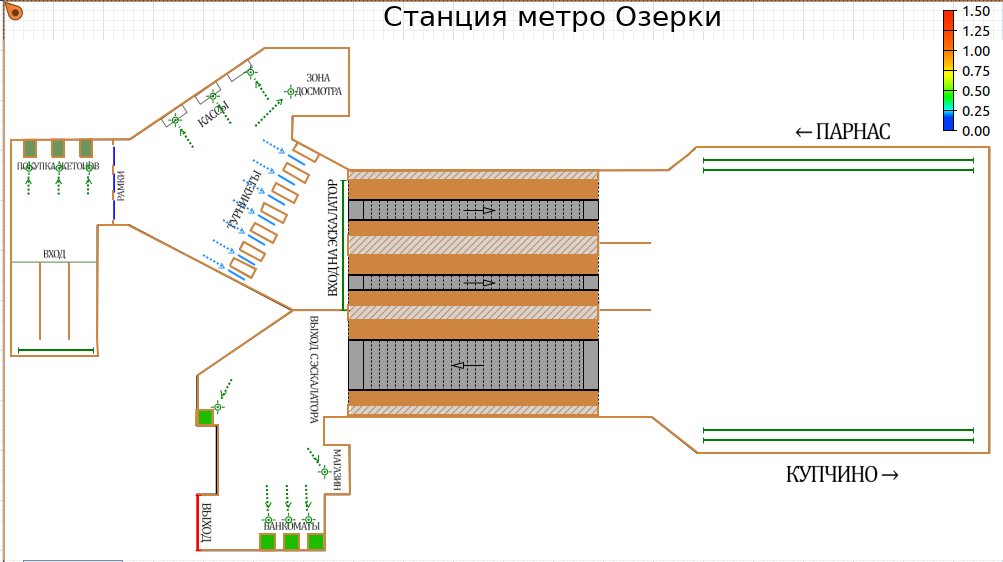 Станция метро Озерки
1.50
1.25
1.00
0.75
0.50
0.25
0.00
ЗОНА
ДОСМОТРА
КАССЫ
← ПАРНАС
ПОКУПКА ЖЕТОНОВ
РАМКИ
ТУРНИКЕТЫ
ВХОД НА ЭСКАЛАТОР
ВХОД
ВЫХОД С ЭСКАЛАТОРА
МАГАЗИН
КУПЧИНО →
ВЫХОД
БАНКОМАТЫ